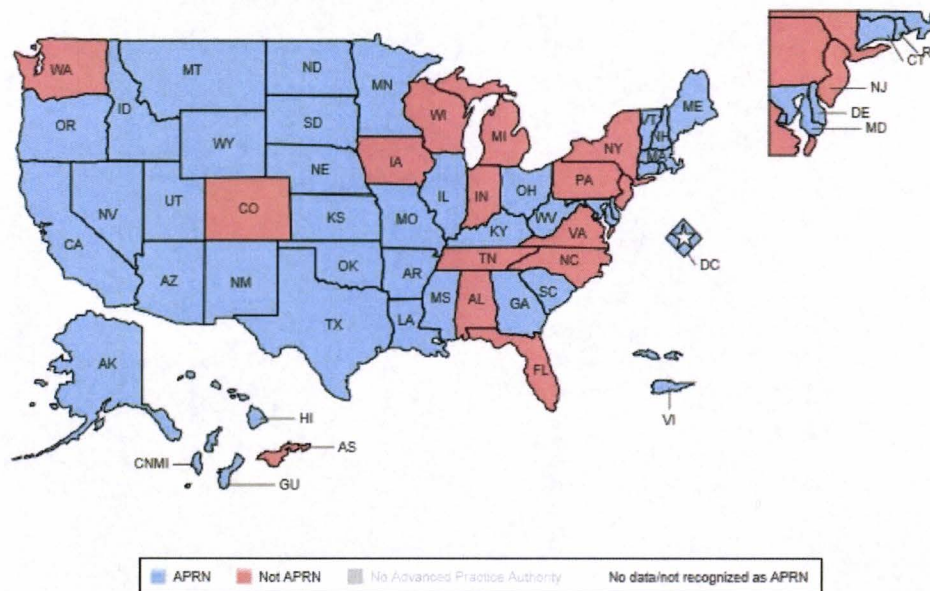 WA
MT
ND
MN
OR
ID
SD
WI
MI
ME
VT
NH
MA
NY
WY
IA
NE
PA
NV
UT
CO
IL
IN
OH
KS
MO
WV
VA
KY
CA
AZ
NM
OK
AR
TN
NC
SC
MS
AL
GA
TX
LA
FL
AK
HI
CNMI
GU
AS
VI
DC
CT
NJ
DE
MD
APRN Not APRN No Advanced Practice Authority No data/not recognized as APRN